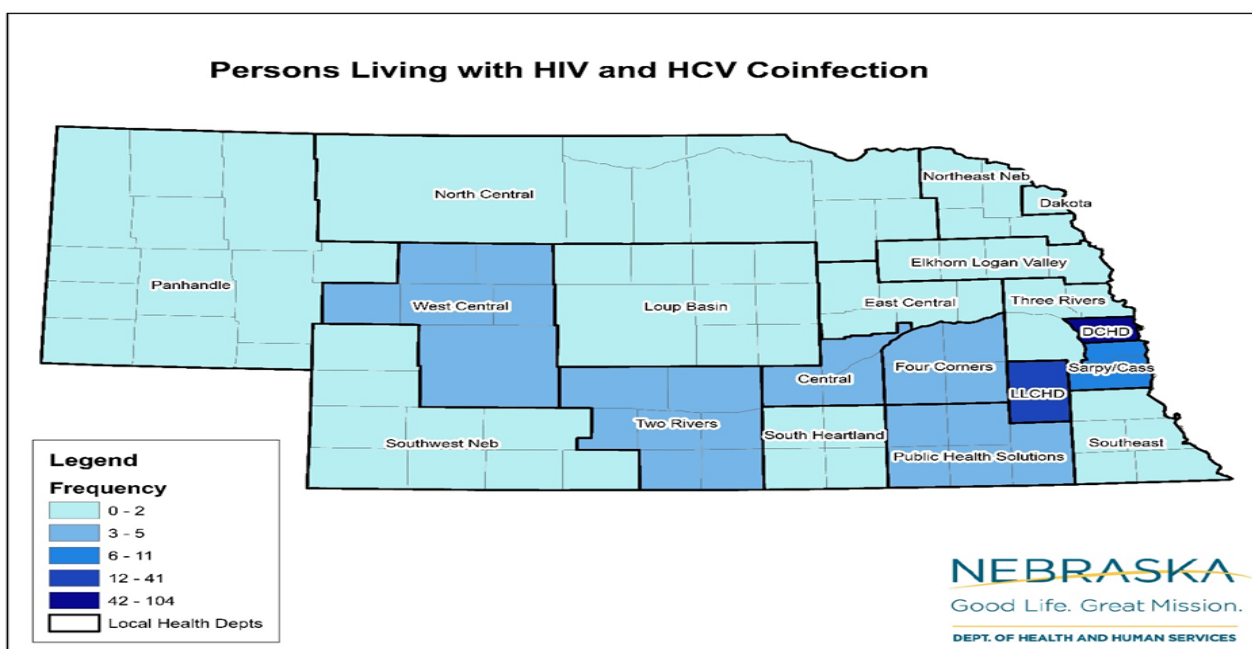 Persons Living with HIV and HCV Coinfection
Northeast Neb
North Central
Dakota
Elkhorn Logan Valley
Panhandle
West Central
Loup Basin
East Central
Three Rivers
DCHD
Four Corners
Sarpy/Cass
Central
LLCHD
Two Rivers
South Heartland
Southwest Neb
Southeast
Public Health Solutions
Legend
Frequency
0 - 2
3 - 5
6 - 11
12 - 41
42 - 104
Local Health Depts
NEBRASKA
Good Life. Great Mission.
DEPT. OF HEALTH AND HUMAN SERVICES